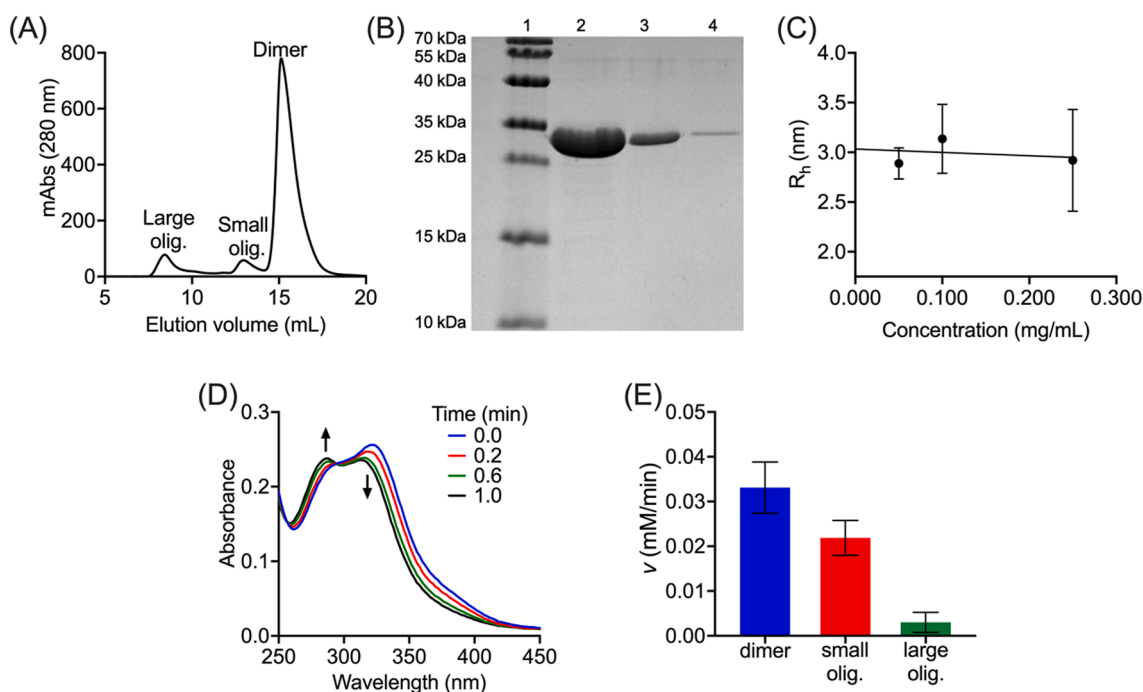 (A)
800
600
400
200
0
mAbs (280 nm)
Dimer
Large
olig.
Small
olig.
5 10 15 20
Elution volume (mL)
(B)
1 2 3 4
70 kDa
55 kDa
40 kDa
35 kDa
25 kDa
15 kDa
10 kDa
(C)
4.0
3.5
3.0
2.5
2.0
Rh (nm)
0.000 0.100 0.200 0.300
Concentration (mg/mL)
(D)
0.3
0.2
0.1
0.0
Absorbance
Time (min)
0.0
0.2
0.6
1.0
250 300 350 400 450
Wavelength (nm)
(E)
0.05
0.04
0.03
0.02
0.01
0.00
v (mM/min)
dimer small large
olig. olig.